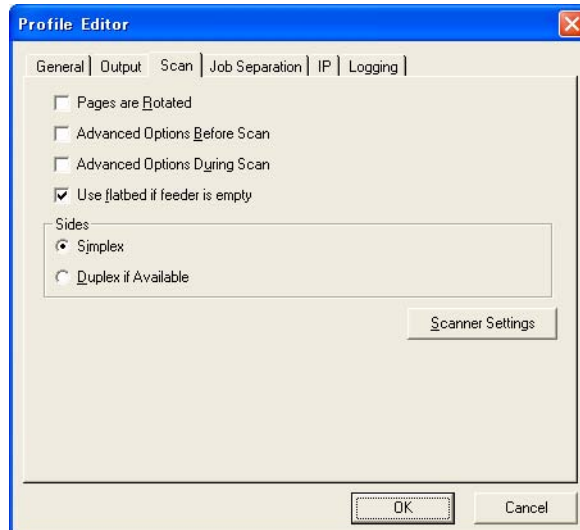 Profile Editor
General Output Scan Job Separation IP Logging
Pages are Rotated
Advanced Options Before Scan
Advanced Options During Scan
Use flatbed if feeder is empty
Sides
Simplex
Duplex if Available
Scanner Settings
OK Cancel